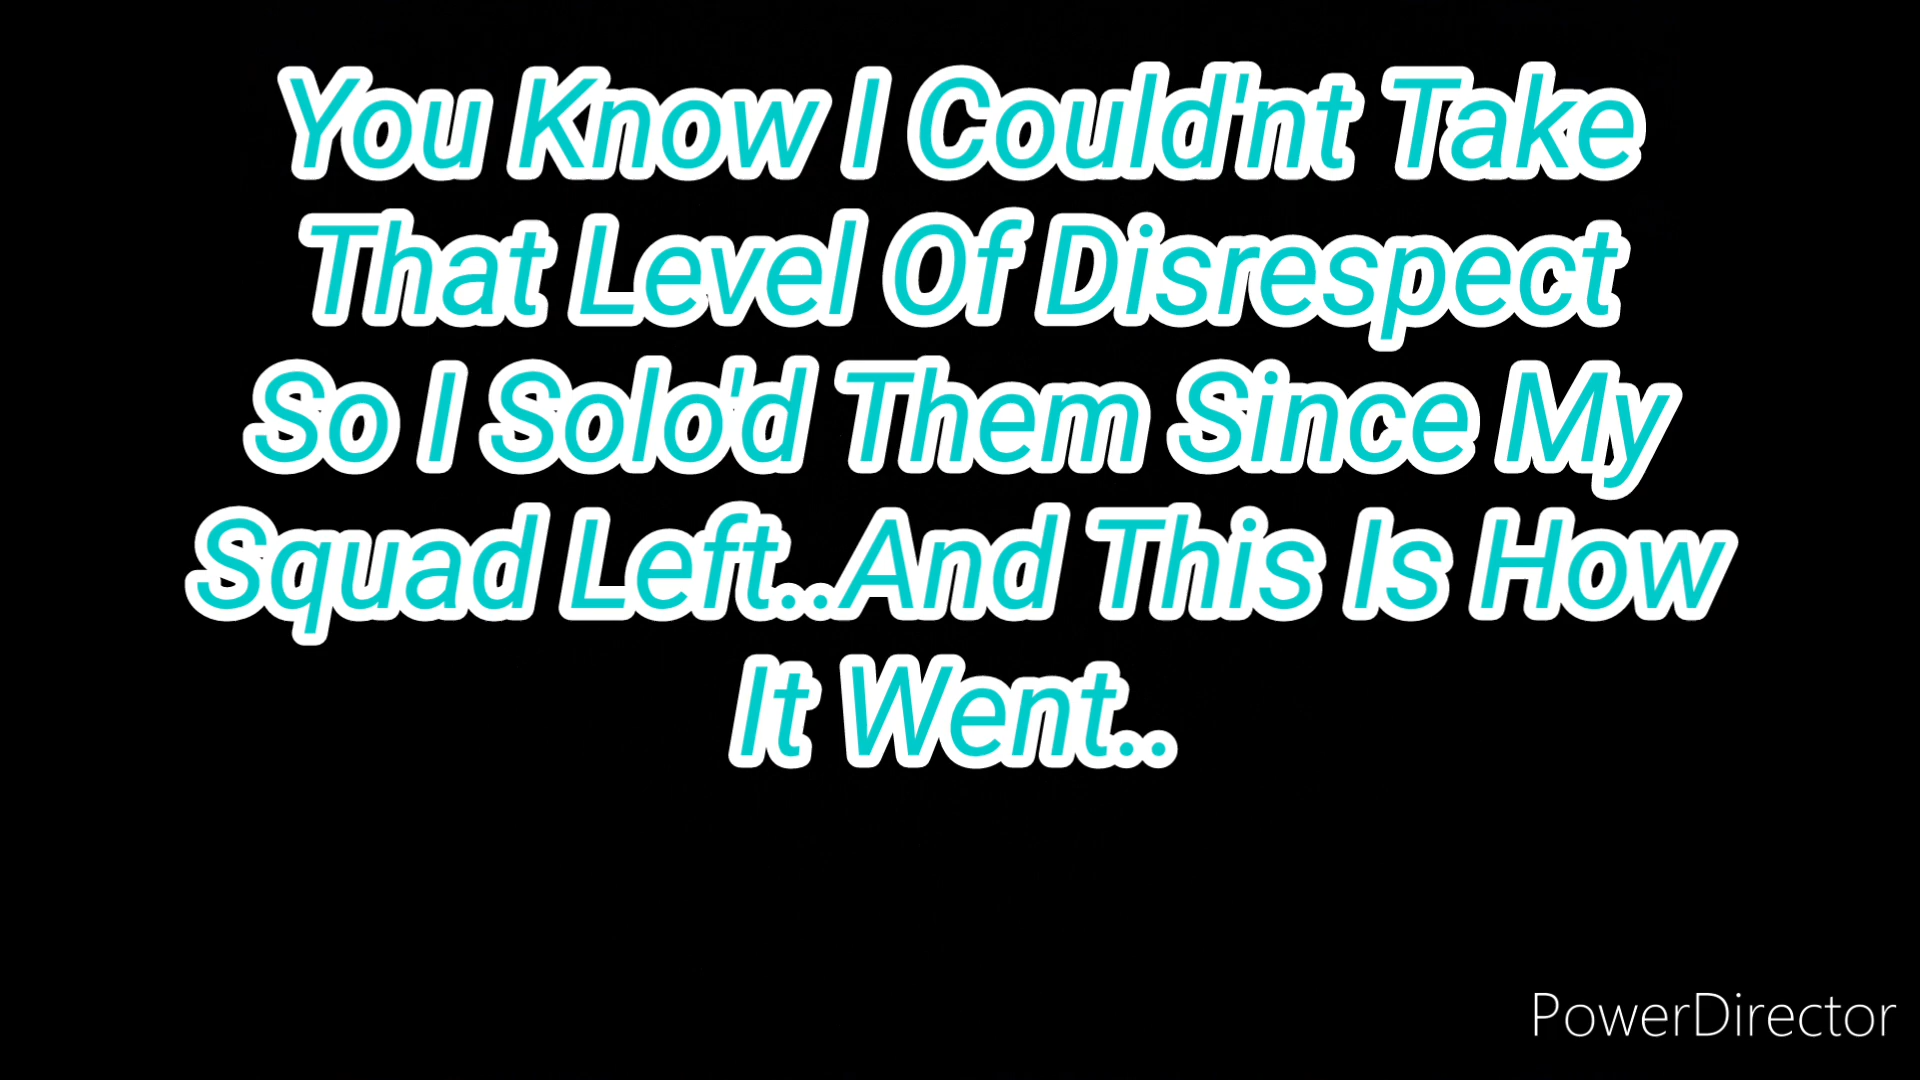 You Know I Could'nt Take
That Level Of Disrespect
So I Solo'd Them Since My
Squad Left..And This Is How
It Went..
PowerDirector